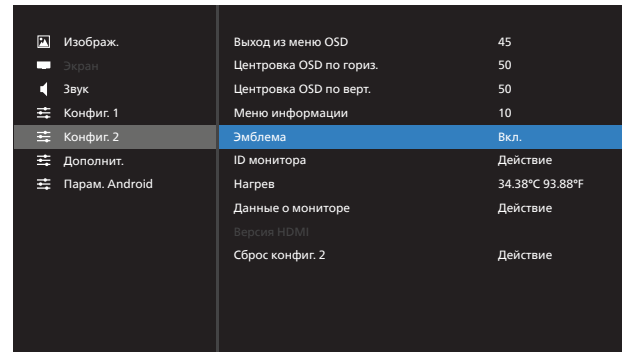 Изображ.
Экран
Звук
Конфиг. 1
Конфиг. 2
Дополнит.
Парам. Android
Выход из меню OSD 45
Центровка OSD по гориз. 50
Центровка OSD по верт. 50
Меню информации 10
Эмблема Вкл.
ID монитора Действие
Нагрев 34.38°C 93.88°F
Данные о мониторе Действие
Версия HDMI
Сброс конфиг. 2 Действие